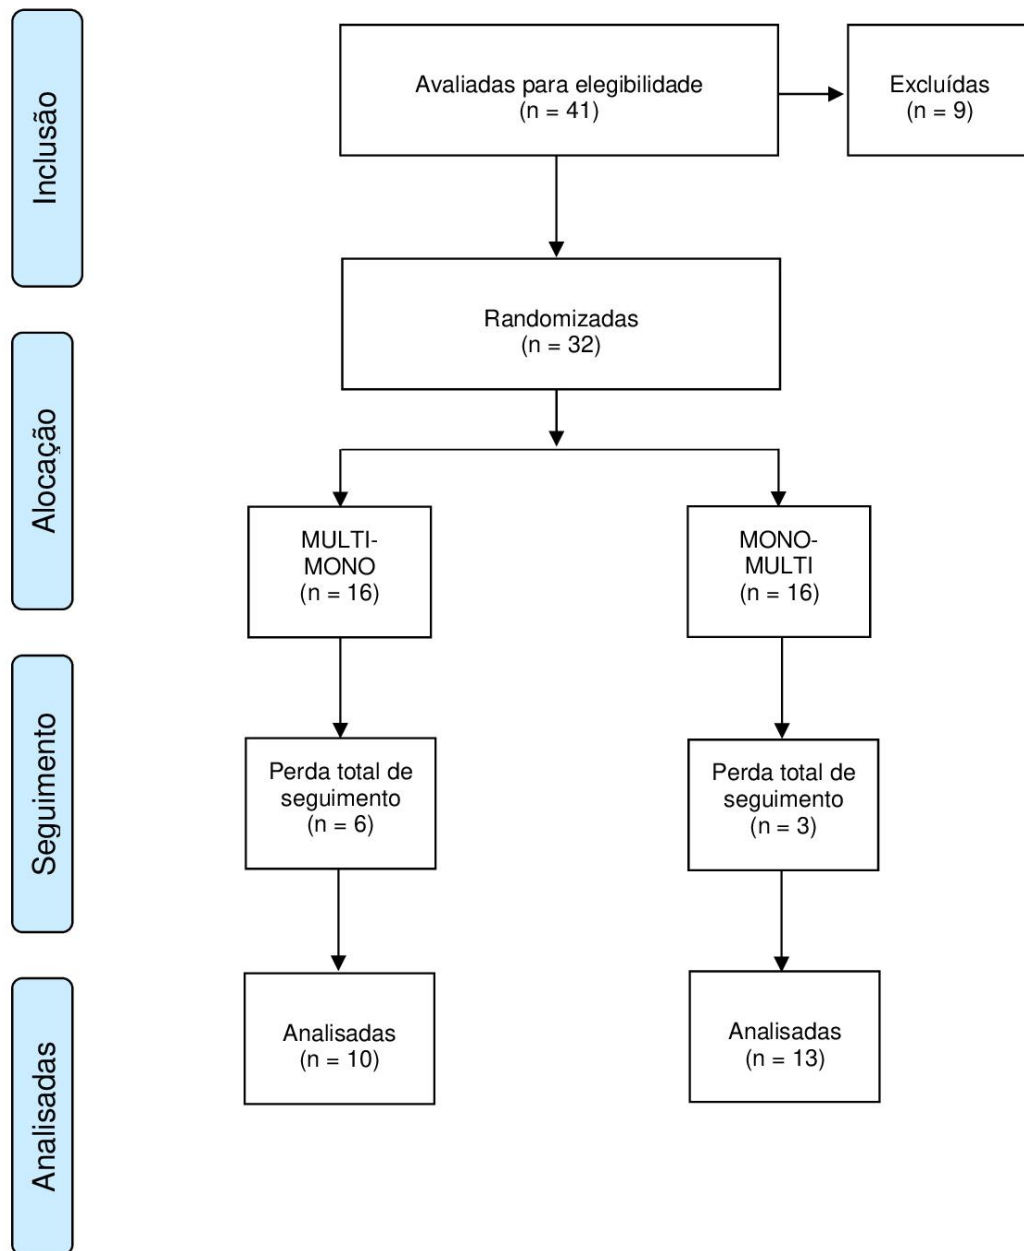 Inclusão
Avaliadas para elegibilidade
(n = 41)
Excluídas
(n = 9)
Randomizadas
(n = 32)
Alocação
MULTI-
MONO
(n = 16)
MONO-
MULTI
(n = 16)
Seguimento
Perda total de
seguimento
(n = 6)
Perda total de
seguimento
(n = 3)
Analisadas
Analisadas
(n = 10)
Analisadas
(n = 13)